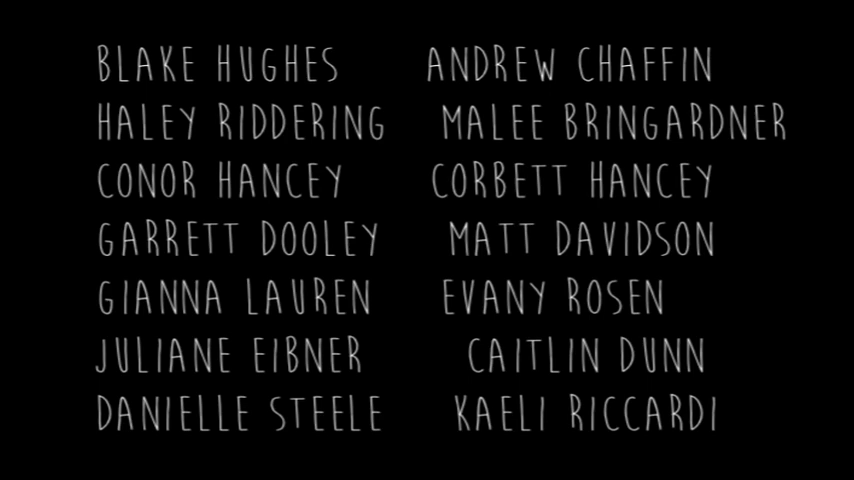 BLAKE HUGHES ANDREW CHAFFIN
HALEY RIDDERING MALEE BRINGARDNER
CONOR HANCEY CORBETT HANCEY
GARRETT DOOLEY MATT DAVIDSON
GIANNA LAUREN EVANY ROSEN
JULIANE EIBNER CAITLIN DUNN
DANIELLE STEELE KAELI RICCARDI